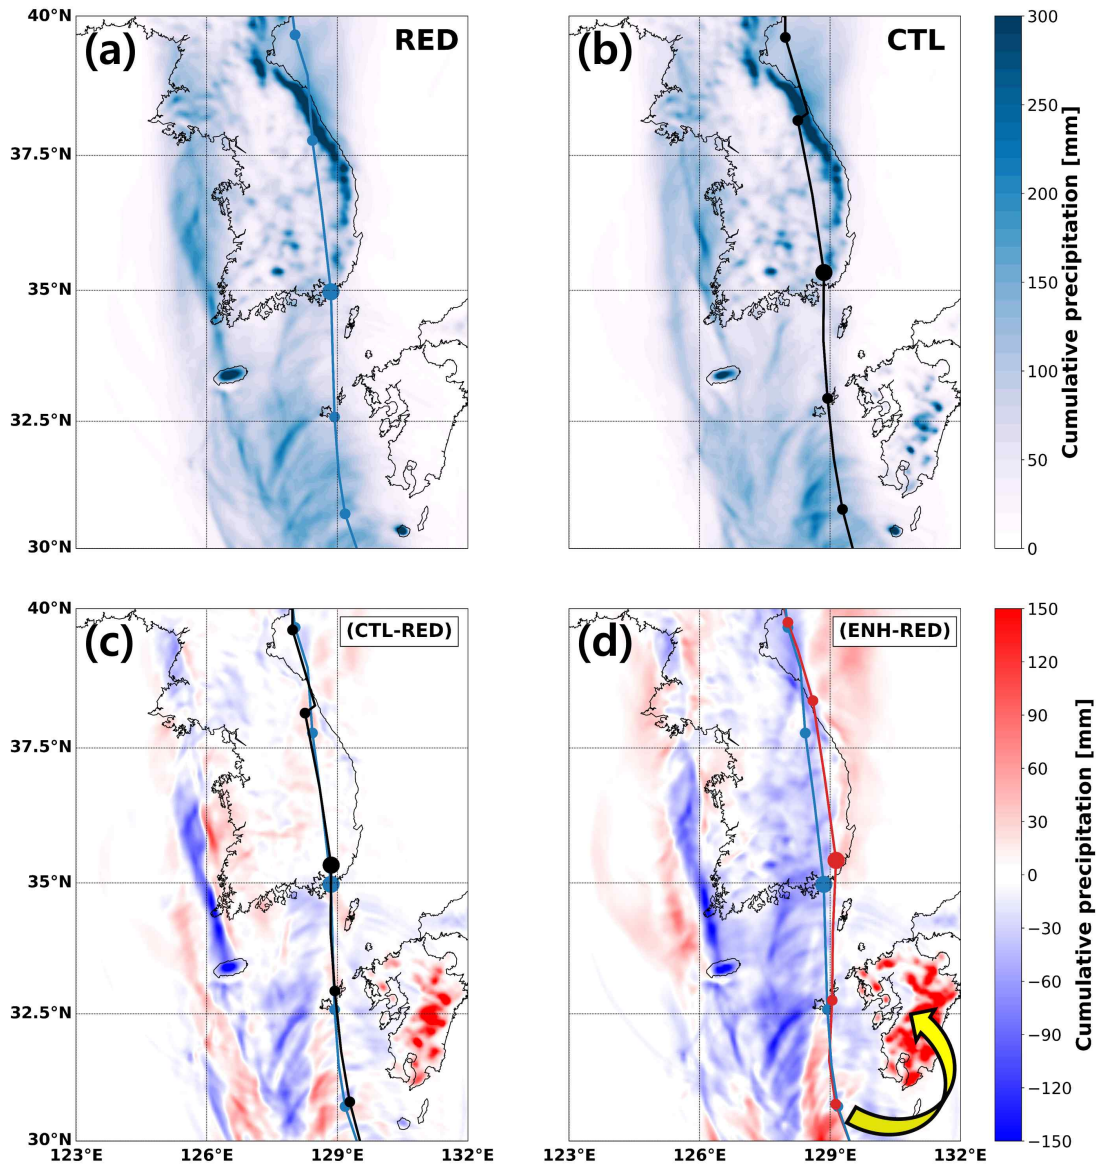 (a) RED
(b) CTL
40°N
37.5°N
35°N
32.5°N
30°N
300
250
200
150
100
50
0
Cumulative precipitation [mm]
(c) (CTL-RED)
(d) (ENH-RED)
40°N
37.5°N
35°N
32.5°N
30°N
123°E 126°E 129°E 132°E
123°E 126°E 129°E 132°E
150
120
90
60
30
0
−30
−60
−90
−120
−150
Cumulative precipitation [mm]